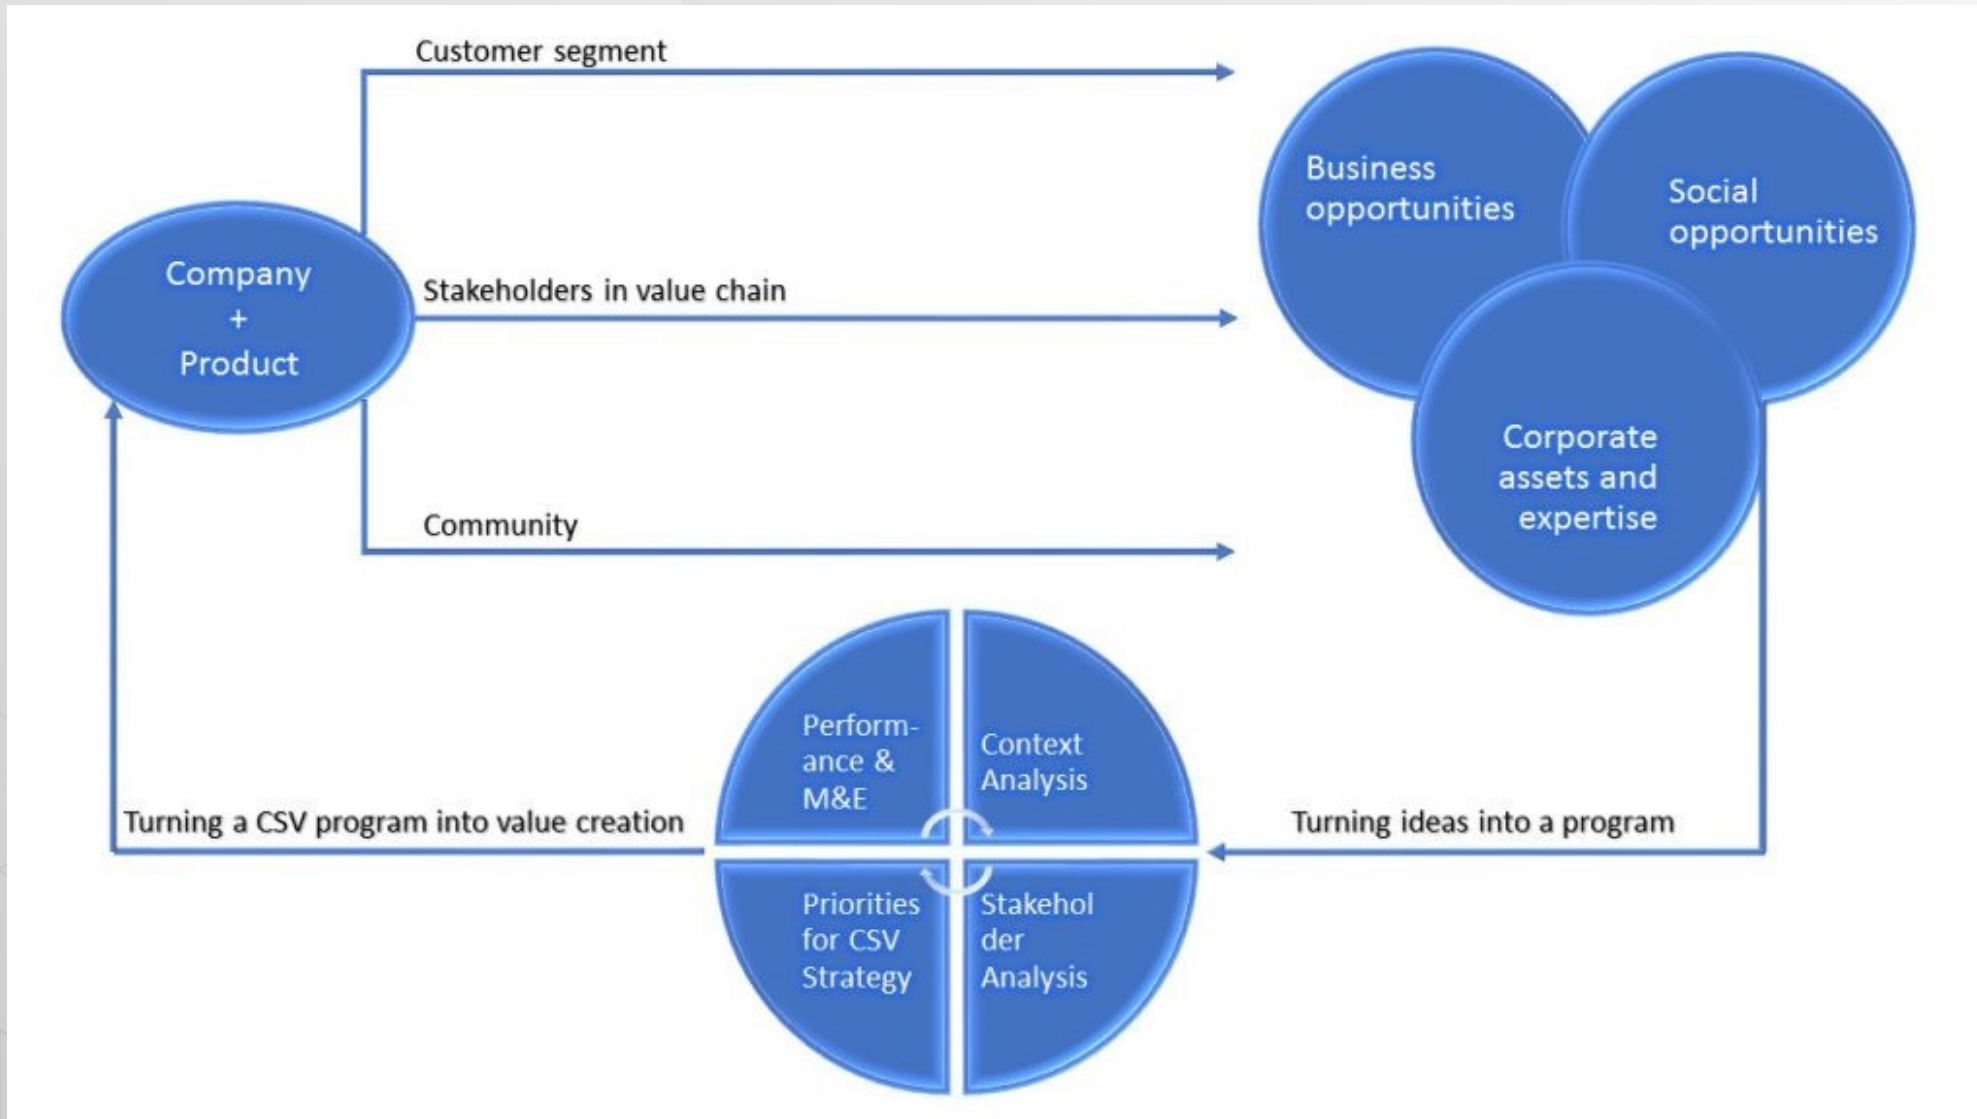 Customer segment
Business
opportunities
Social
opportunities
Company
+
Product
Stakeholders in value chain
Corporate
assets and
expertise
Community
Perform-
ance &
M&E
Context
Analysis
Turning a CSV program into value creation
Turning ideas into a program
Priorities
for CSV
Strategy
Stakehol
der
Analysis